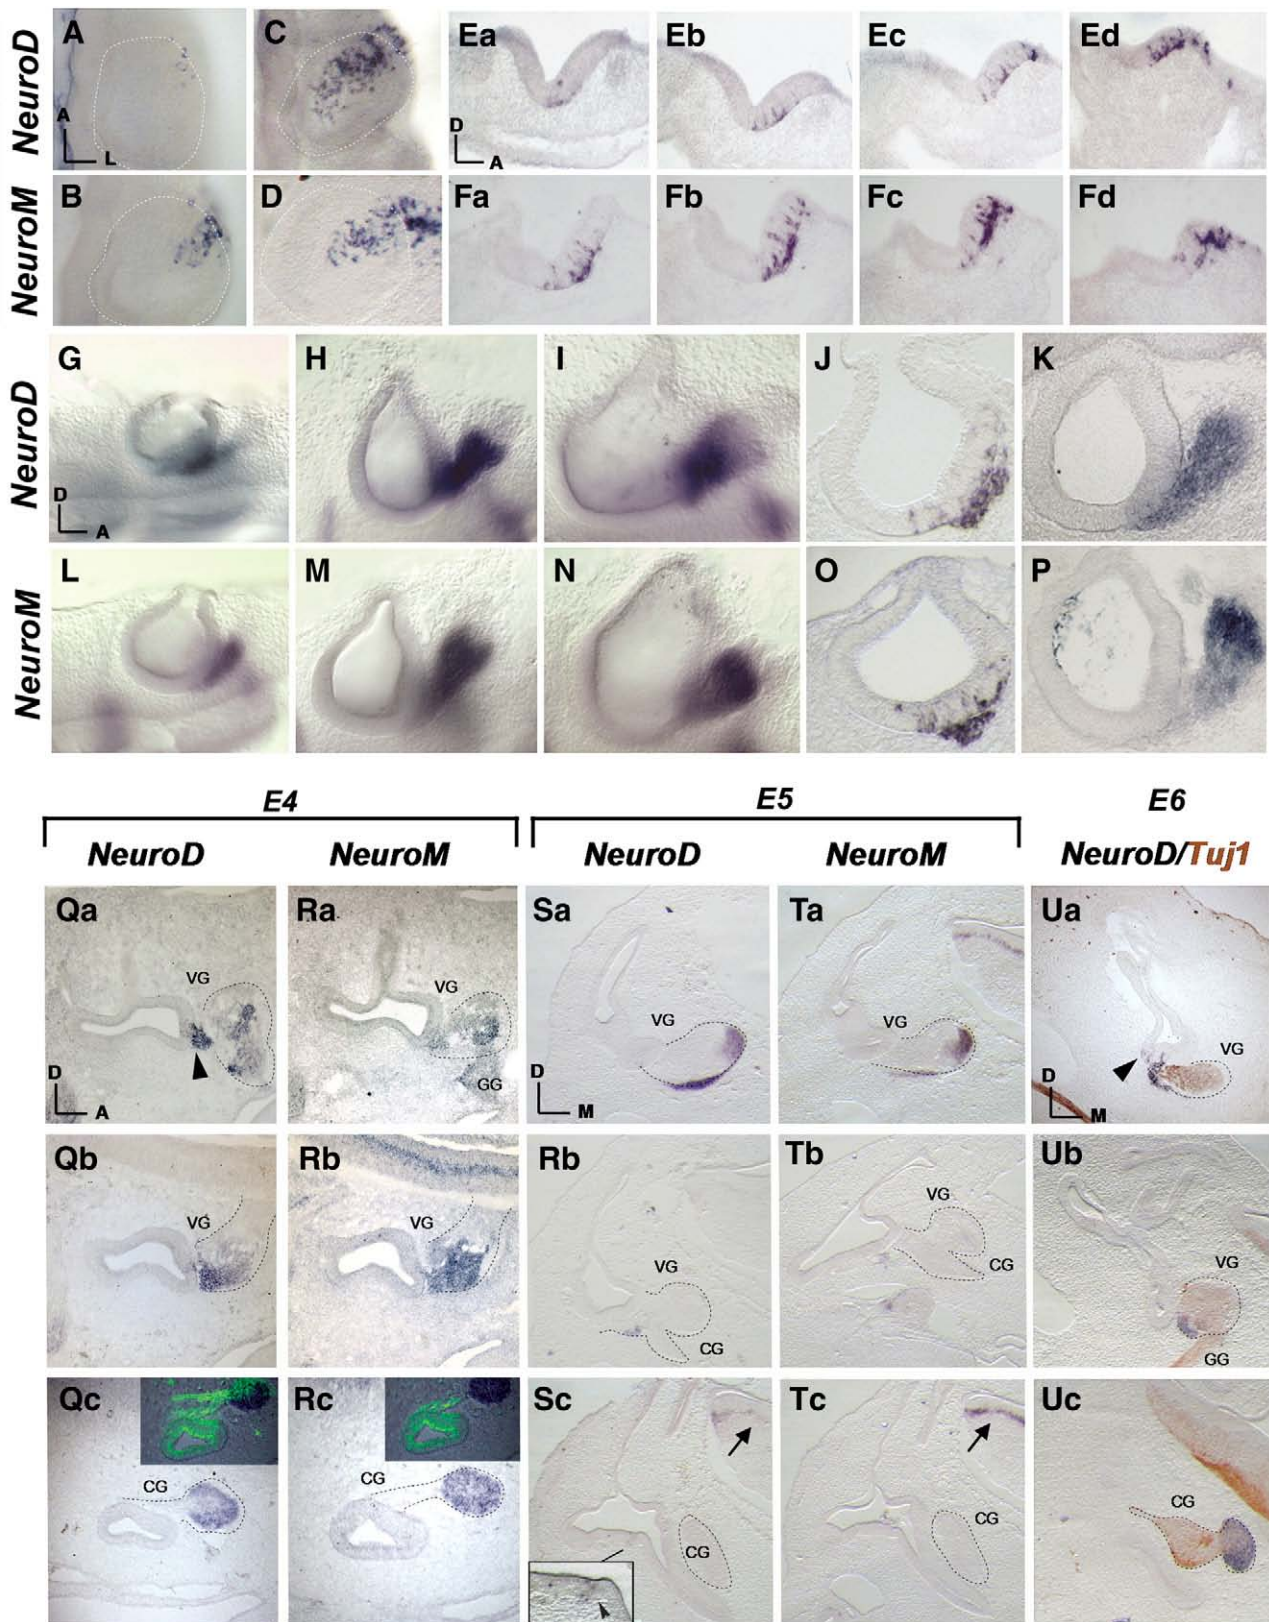 NeuroD
A
C
Ea
Eb
Ec
Ed
A
L
D
A
NeuroM
B
D
Fa
Fb
Fc
Fd
NeuroD
G
H
I
J
K
D
A
NeuroM
L
M
N
O
P
E4
E5
E6
NeuroD
NeuroM
NeuroD
NeuroM
NeuroD/Tuj1
Qa
Ra
Sa
Ta
Ua
VG
VG
VG
VG
VG
GG
D
A
D
M
D
M
Qb
Rb
Rb
Tb
Ub
VG
VG
VG
VG
VG
CG
CG
GG
Qc
Rc
Sc
Tc
Uc
CG
CG
CG
CG
CG